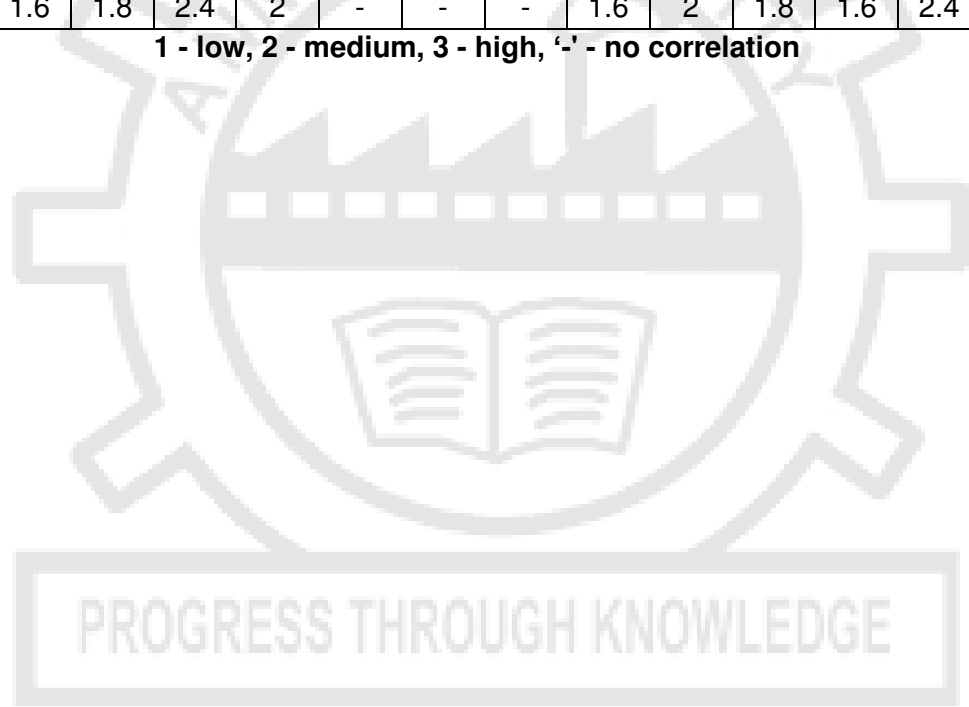 1.6 1.8 2.4 2 - - - 1.6 2 1.8 1.6 2.4
1 - low, 2 - medium, 3 - high, ‘-' - no correlation
PROGRESS THROUGH KNOWLEDGE